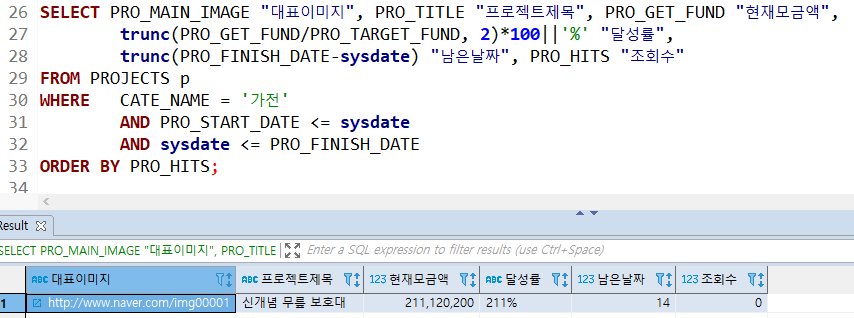 26 SELECT PRO_MAIN_IMAGE "대표이미지", PRO_TITLE "프로젝트제목", PRO_GET_FUND "현재모금액",
27 trunc(PRO_GET_FUND/PRO_TARGET_FUND, 2)*100||'%' "달성률",
28 trunc(PRO_FINISH_DATE-sysdate) "남은날짜", PRO_HITS "조회수"
29 FROM PROJECTS p
30 WHERE CATE_NAME = '가전'
31 AND PRO_START_DATE <= sysdate
32 AND sysdate <= PRO_FINISH_DATE
33 ORDER BY PRO_HITS;
34
Result
SELECT PRO_MAIN_IMAGE "대표이미지", PRO_TITLE Enter a SQL expression to filter results (use Ctrl+Space)
ABC 대표이미지 ABC 프로젝트제목 123 현재모금액 ABC 달성률 123 남은날짜 123 조회수
1 http://www.naver.com/img00001 신개념 무릎 보호대 211,120,200 211% 14 0